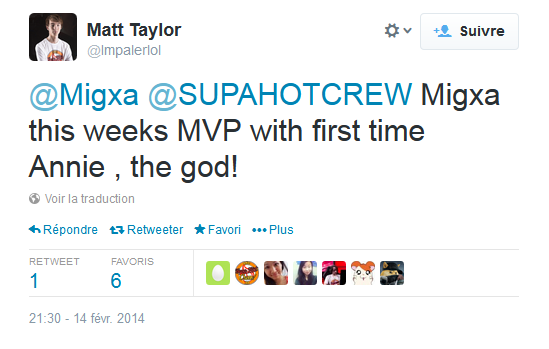 Matt Taylor
@Impalerlol
Suivre
@Migxa @SUPAHOTCREW Migxa
this weeks MVP with first time
Annie , the god!
Voir la traduction
Répondre Retweeter Favori Plus
RETWEET FAVORIS
1 6
21:30 - 14 févr. 2014